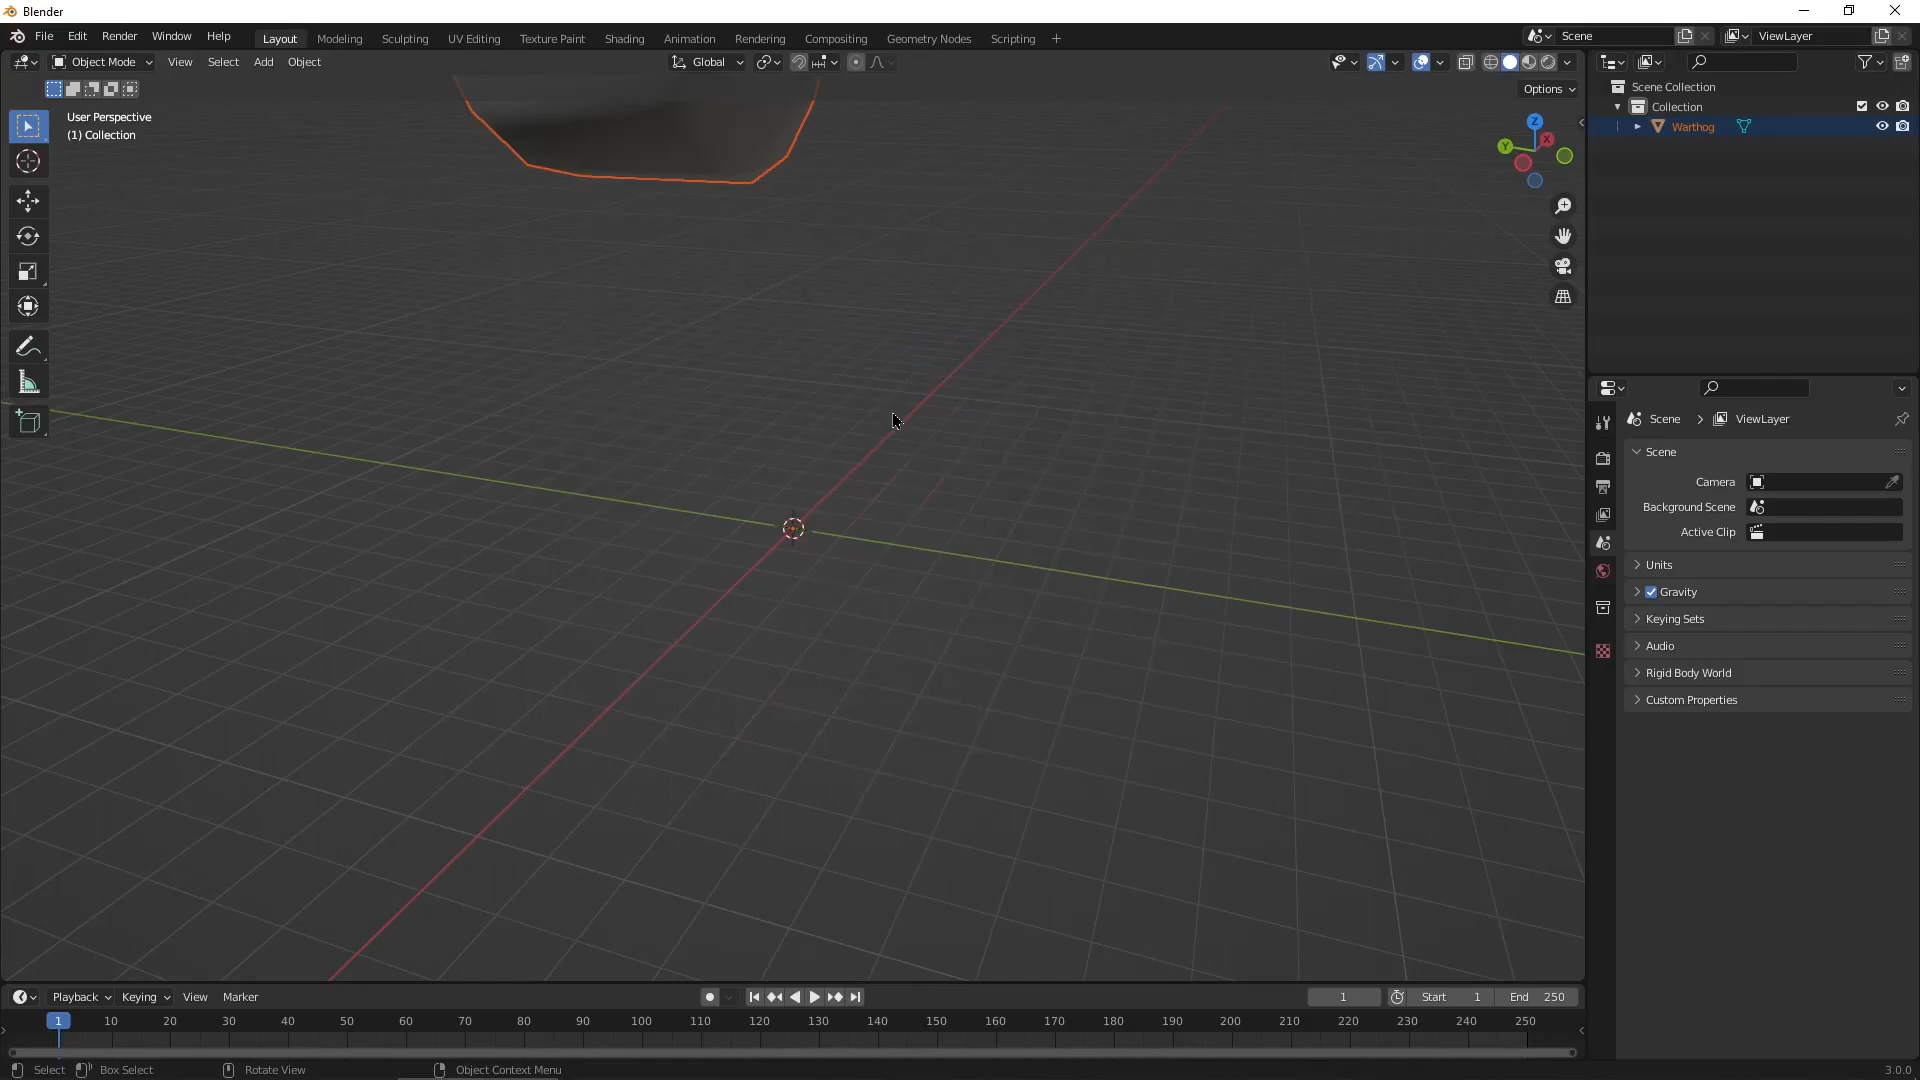 Blender
File Edit Render Window Help
Layout Modeling Sculpting UV Editing Texture Paint Shading Animation Rendering Compositing Geometry Nodes Scripting +
Scene
ViewLayer
Object Mode View Select Add Object
Global
Options
User Perspective
(1) Collection
Z
X
Y
Scene Collection
Collection
Warthog
Scene > ViewLayer
Scene
Camera
Background Scene
Active Clip
Units
Gravity
Keying Sets
Audio
Rigid Body World
Custom Properties
Playback Keying View Marker
1
Start 1
End 250
1 10 20 30 40 50 60 70 80 90 100 110 120 130 140 150 160 170 180 190 200 210 220 230 240 250
Select Box Select Rotate View Object Context Menu
3.0.0